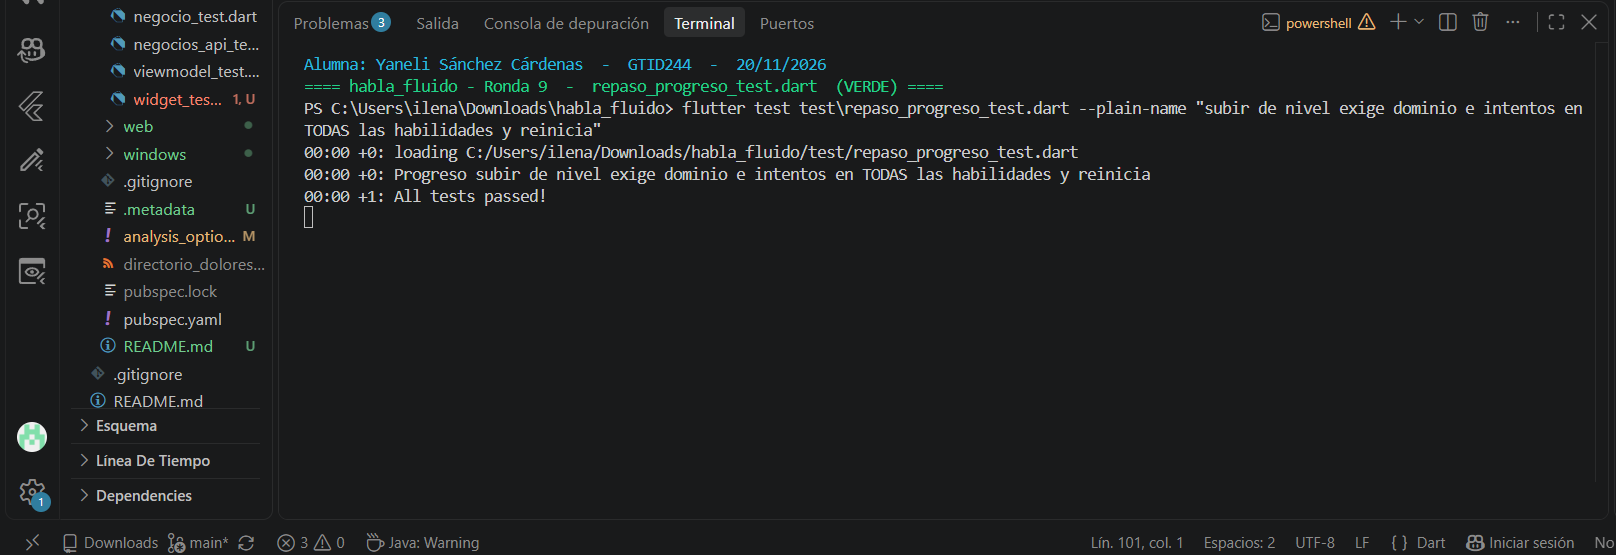 negocio_test.dart
negocios_api_te...
viewmodel_test....
widget_tes... 1, U
web
windows
.gitignore
.metadata U
analysis_optio... M
directorio_dolores...
pubspec.lock
pubspec.yaml
README.md U
.gitignore
README.md
Esquema
Línea De Tiempo
Dependencies
1
Problemas 3 Salida Consola de depuración Terminal Puertos
powershell
Alumna: Yaneli Sánchez Cárdenas - GTID244 - 20/11/2026
==== habla_fluido - Ronda 9 - repaso_progreso_test.dart (VERDE) ====
PS C:\Users\ilena\Downloads\habla_fluido> flutter test test\repaso_progreso_test.dart --plain-name "subir de nivel exige dominio e intentos en
TODAS las habilidades y reinicia"
00:00 +0: loading C:/Users/ilena/Downloads/habla_fluido/test/repaso_progreso_test.dart
00:00 +0: Progreso subir de nivel exige dominio e intentos en TODAS las habilidades y reinicia
00:00 +1: All tests passed!
Downloads main* 3 0 Java: Warning Lín. 101, col. 1 Espacios: 2 UTF-8 LF { } Dart Iniciar sesión No